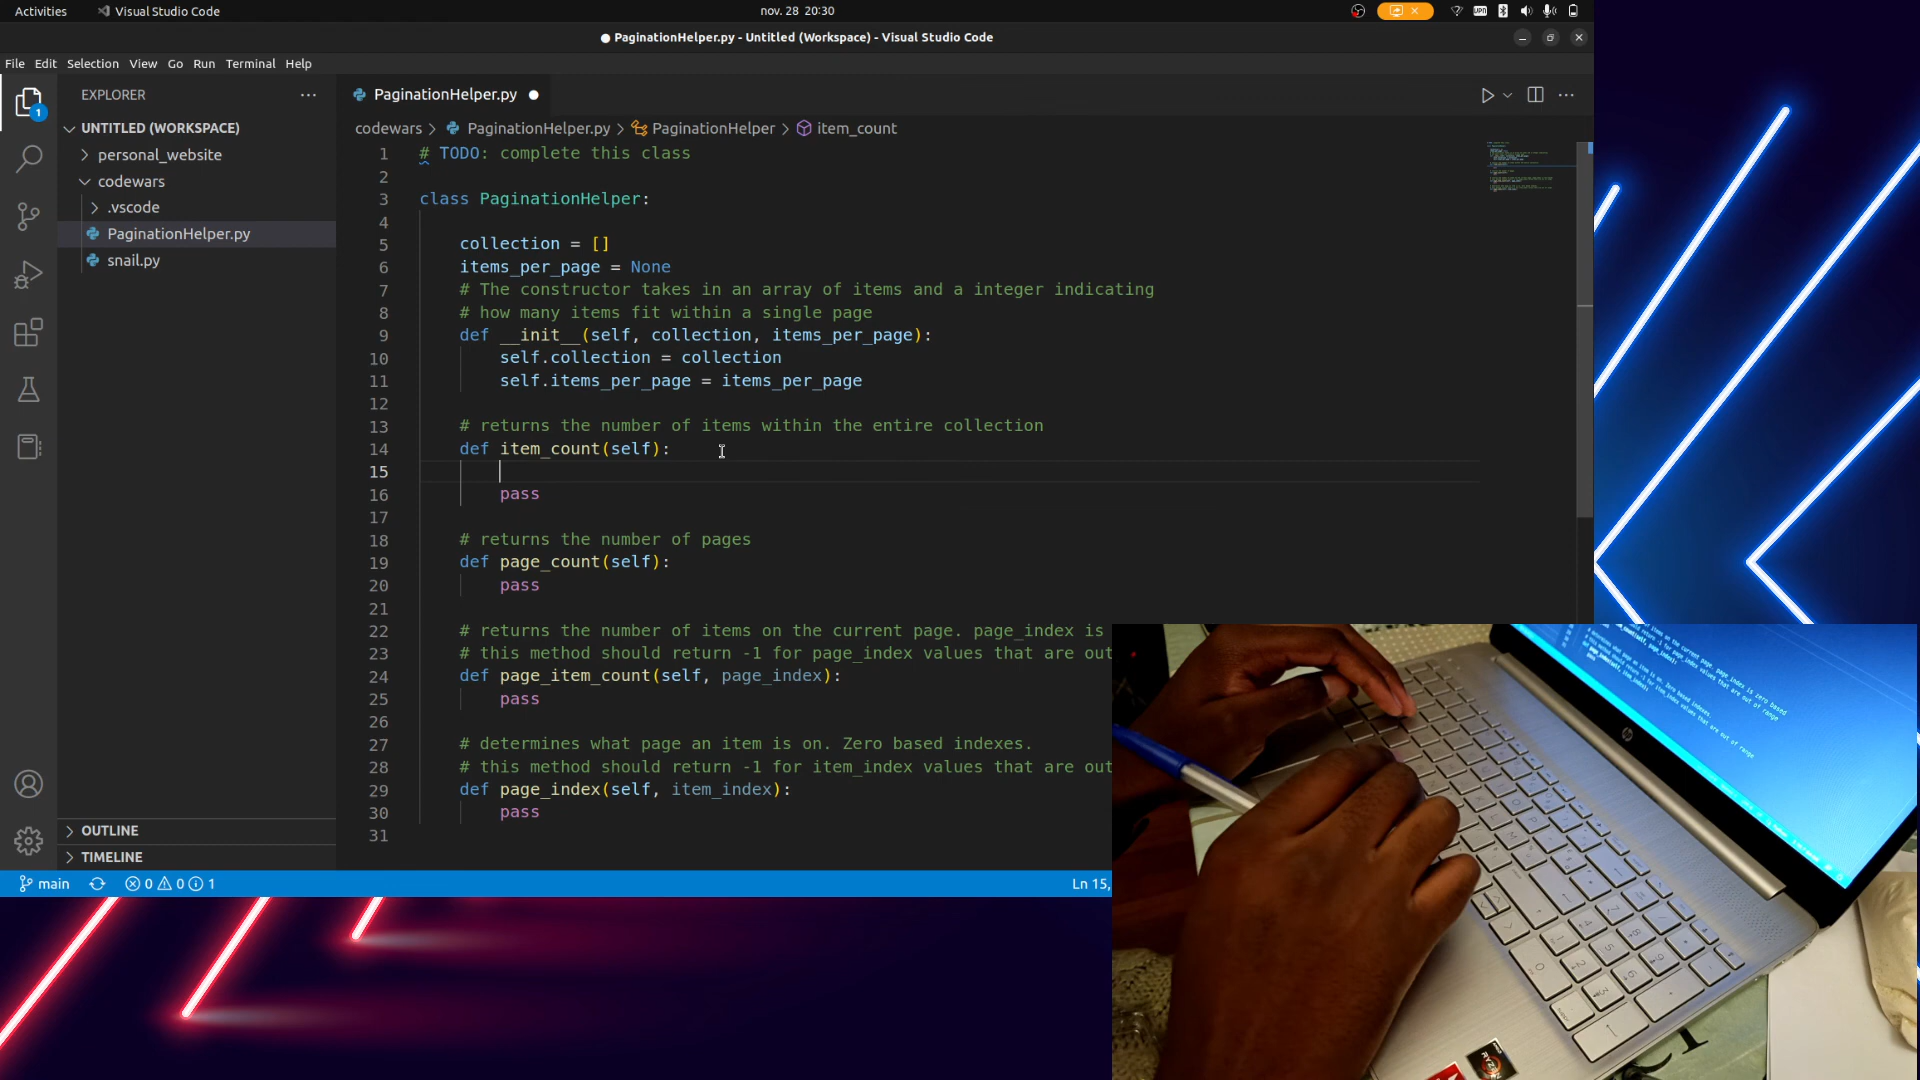 Activities
Visual Studio Code
nov. 28 20:30
● PaginationHelper.py - Untitled (Workspace) - Visual Studio Code
File Edit Selection View Go Run Terminal Help
EXPLORER
UNTITLED (WORKSPACE)
personal_website
codewars
.vscode
PaginationHelper.py
snail.py
OUTLINE
TIMELINE
PaginationHelper.py
codewars > PaginationHelper.py > PaginationHelper > item_count
1 # TODO: complete this class
2
3 class PaginationHelper:
4
5 collection = []
6 items_per_page = None
7 # The constructor takes in an array of items and a integer indicating
8 # how many items fit within a single page
9 def __init__(self, collection, items_per_page):
10 self.collection = collection
11 self.items_per_page = items_per_page
12
13 # returns the number of items within the entire collection
14 def item_count(self):
15
16 pass
17
18 # returns the number of pages
19 def page_count(self):
20 pass
21
22 # returns the number of items on the current page. page_index is
23 # this method should return -1 for page_index values that are out
24 def page_item_count(self, page_index):
25 pass
26
27 # determines what page an item is on. Zero based indexes.
28 # this method should return -1 for item_index values that are out
29 def page_index(self, item_index):
30 pass
31
main
0 0 1
Ln 15,
hp
RYZEN